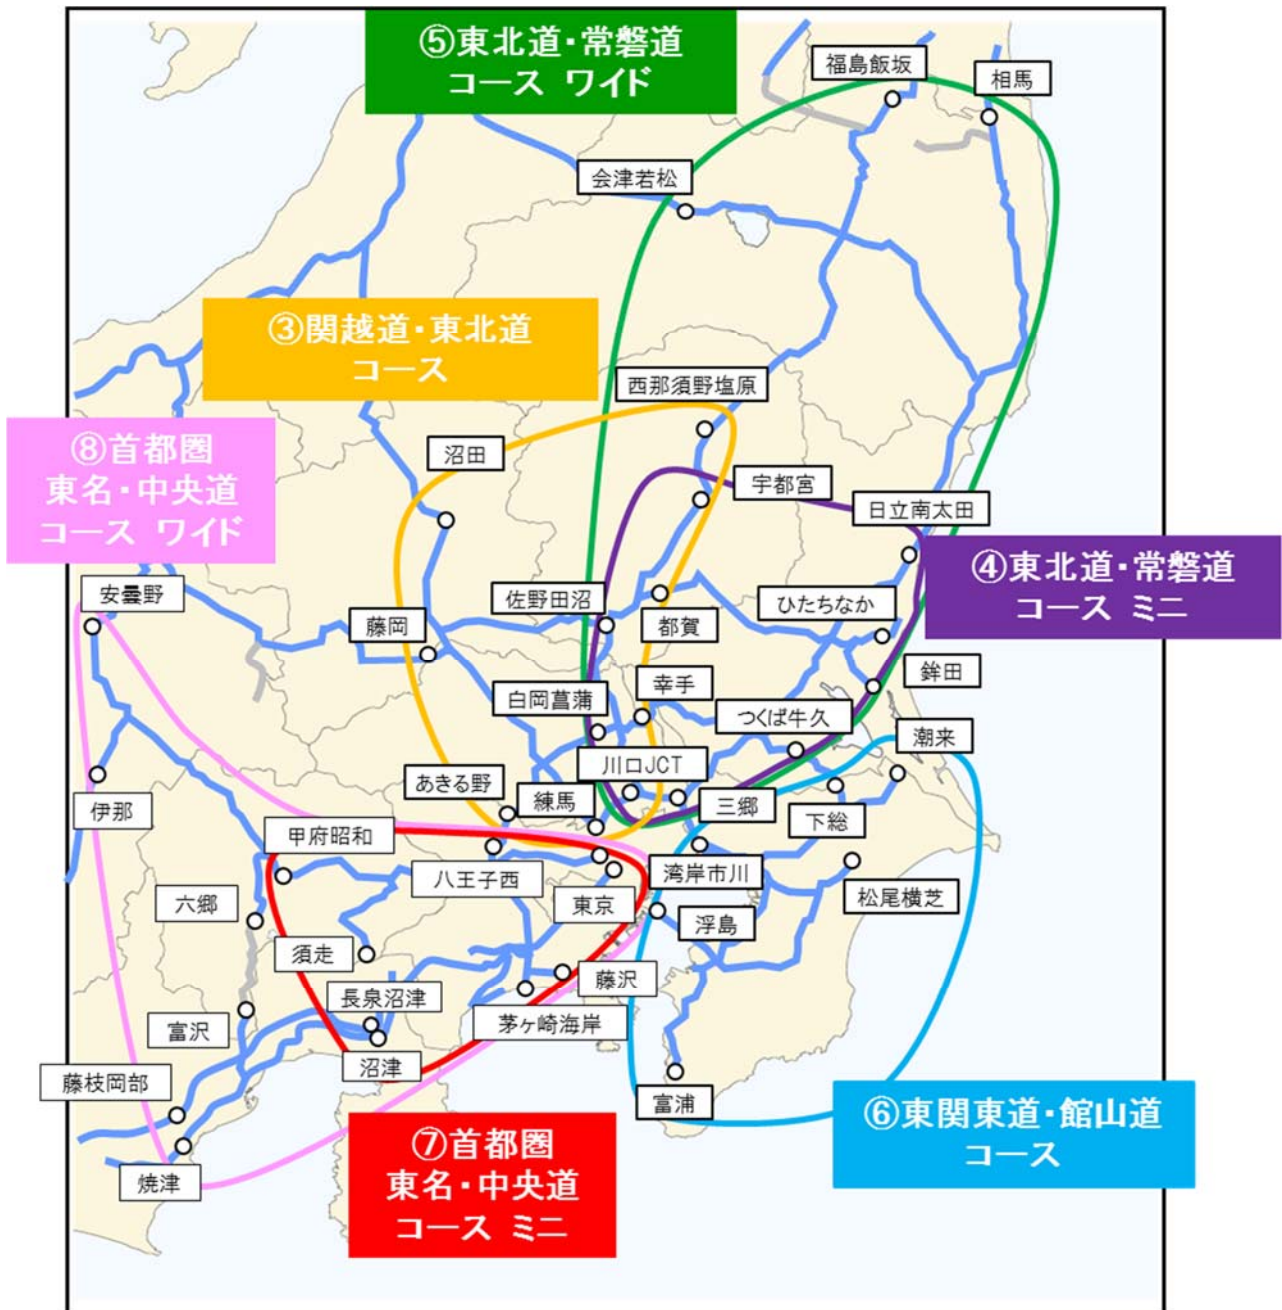 ⑤東北道・常磐道
コース ワイド
福島飯坂
相馬
会津若松
③関越道・東北道
コース
西那須野塩原
⑧首都圏
東名・中央道
コース ワイド
沼田
宇都宮
日立南太田
④東北道・常磐道
コース ミニ
安曇野
佐野田沼
ひたちなか
藤岡
都賀
鉾田
白岡菖蒲
幸手
つくば牛久
潮来
川口JCT
あきる野
練馬
三郷
下総
伊那
甲府昭和
八王子西
湾岸市川
松尾横芝
六郷
東京
浮島
須走
藤沢
長泉沼津
富沢
茅ヶ崎海岸
沼津
藤枝岡部
富浦
⑥東関東道・館山道
コース
⑦首都圏
東名・中央道
コース ミニ
焼津